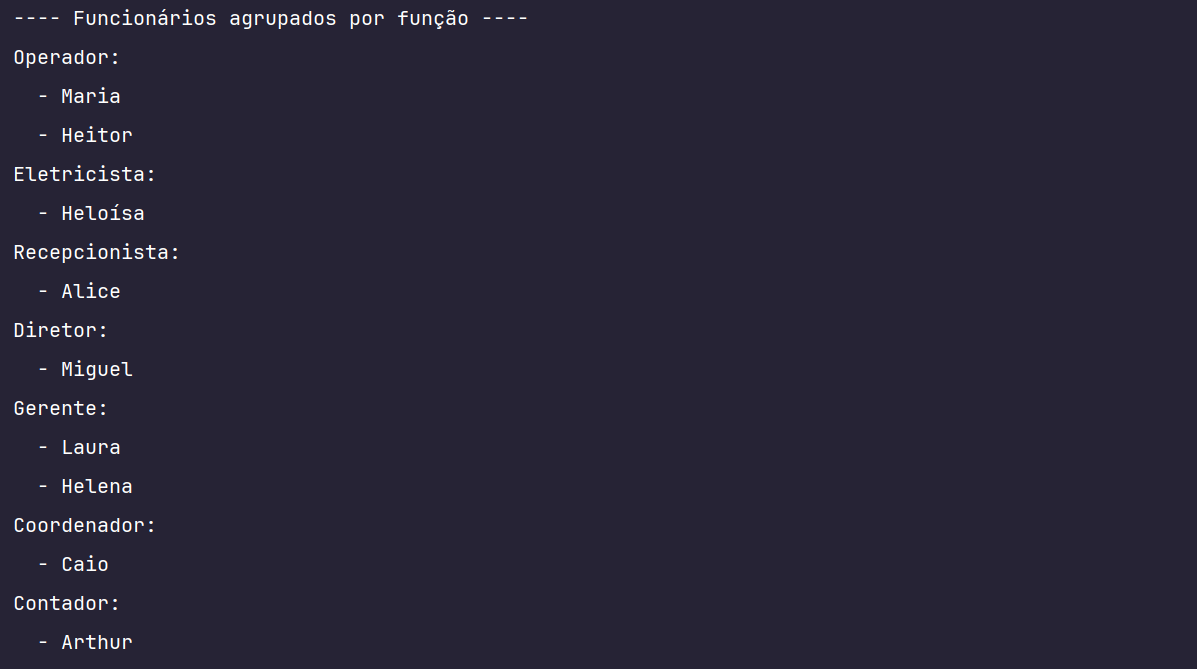 ---- Funcionários agrupados por função ----
Operador:
  - Maria
  - Heitor
Eletricista:
  - Heloísa
Recepcionista:
  - Alice
Diretor:
  - Miguel
Gerente:
  - Laura
  - Helena
Coordenador:
  - Caio
Contador:
  - Arthur